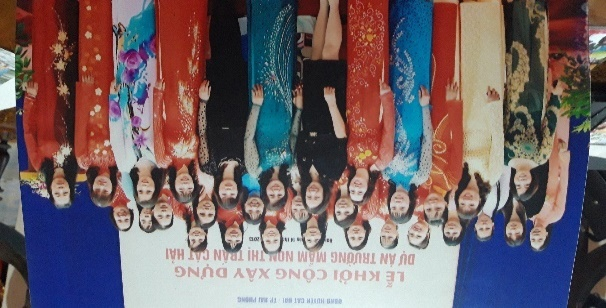 UBND HUYỆN CÁT HẢI - TP HẢI PHÒNG
LỄ KHỞI CÔNG XÂY DỰNG
DỰ ÁN TRƯỜNG MẦM NON THỊ TRẤN CÁT HẢI